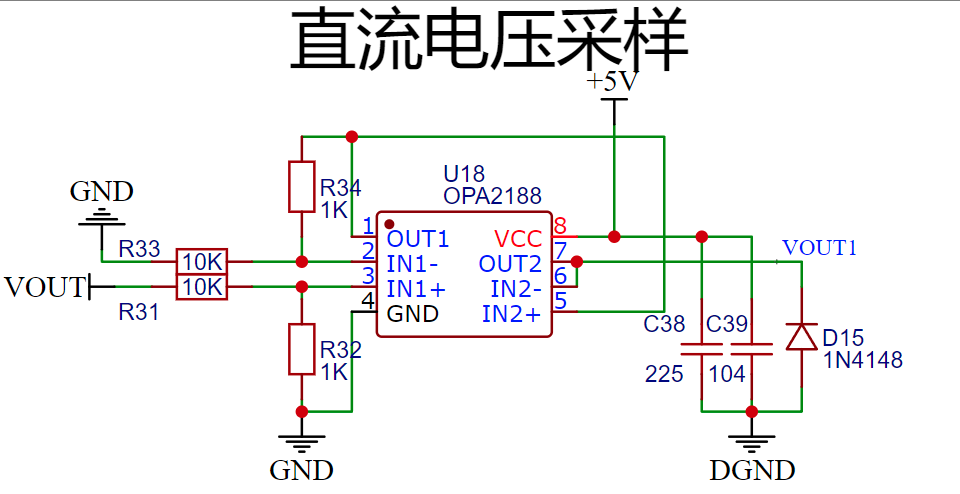 直流电压采样
+5V
U18
OPA2188
R34
1K
GND
R33
10K
VOUT
10K
R31
1 OUT1
2 IN1-
3 IN1+
4 GND
VCC 8
OUT2 7
IN2- 6
IN2+ 5
VOUT1
R32
1K
C38
225
C39
104
D15
1N4148
GND
DGND